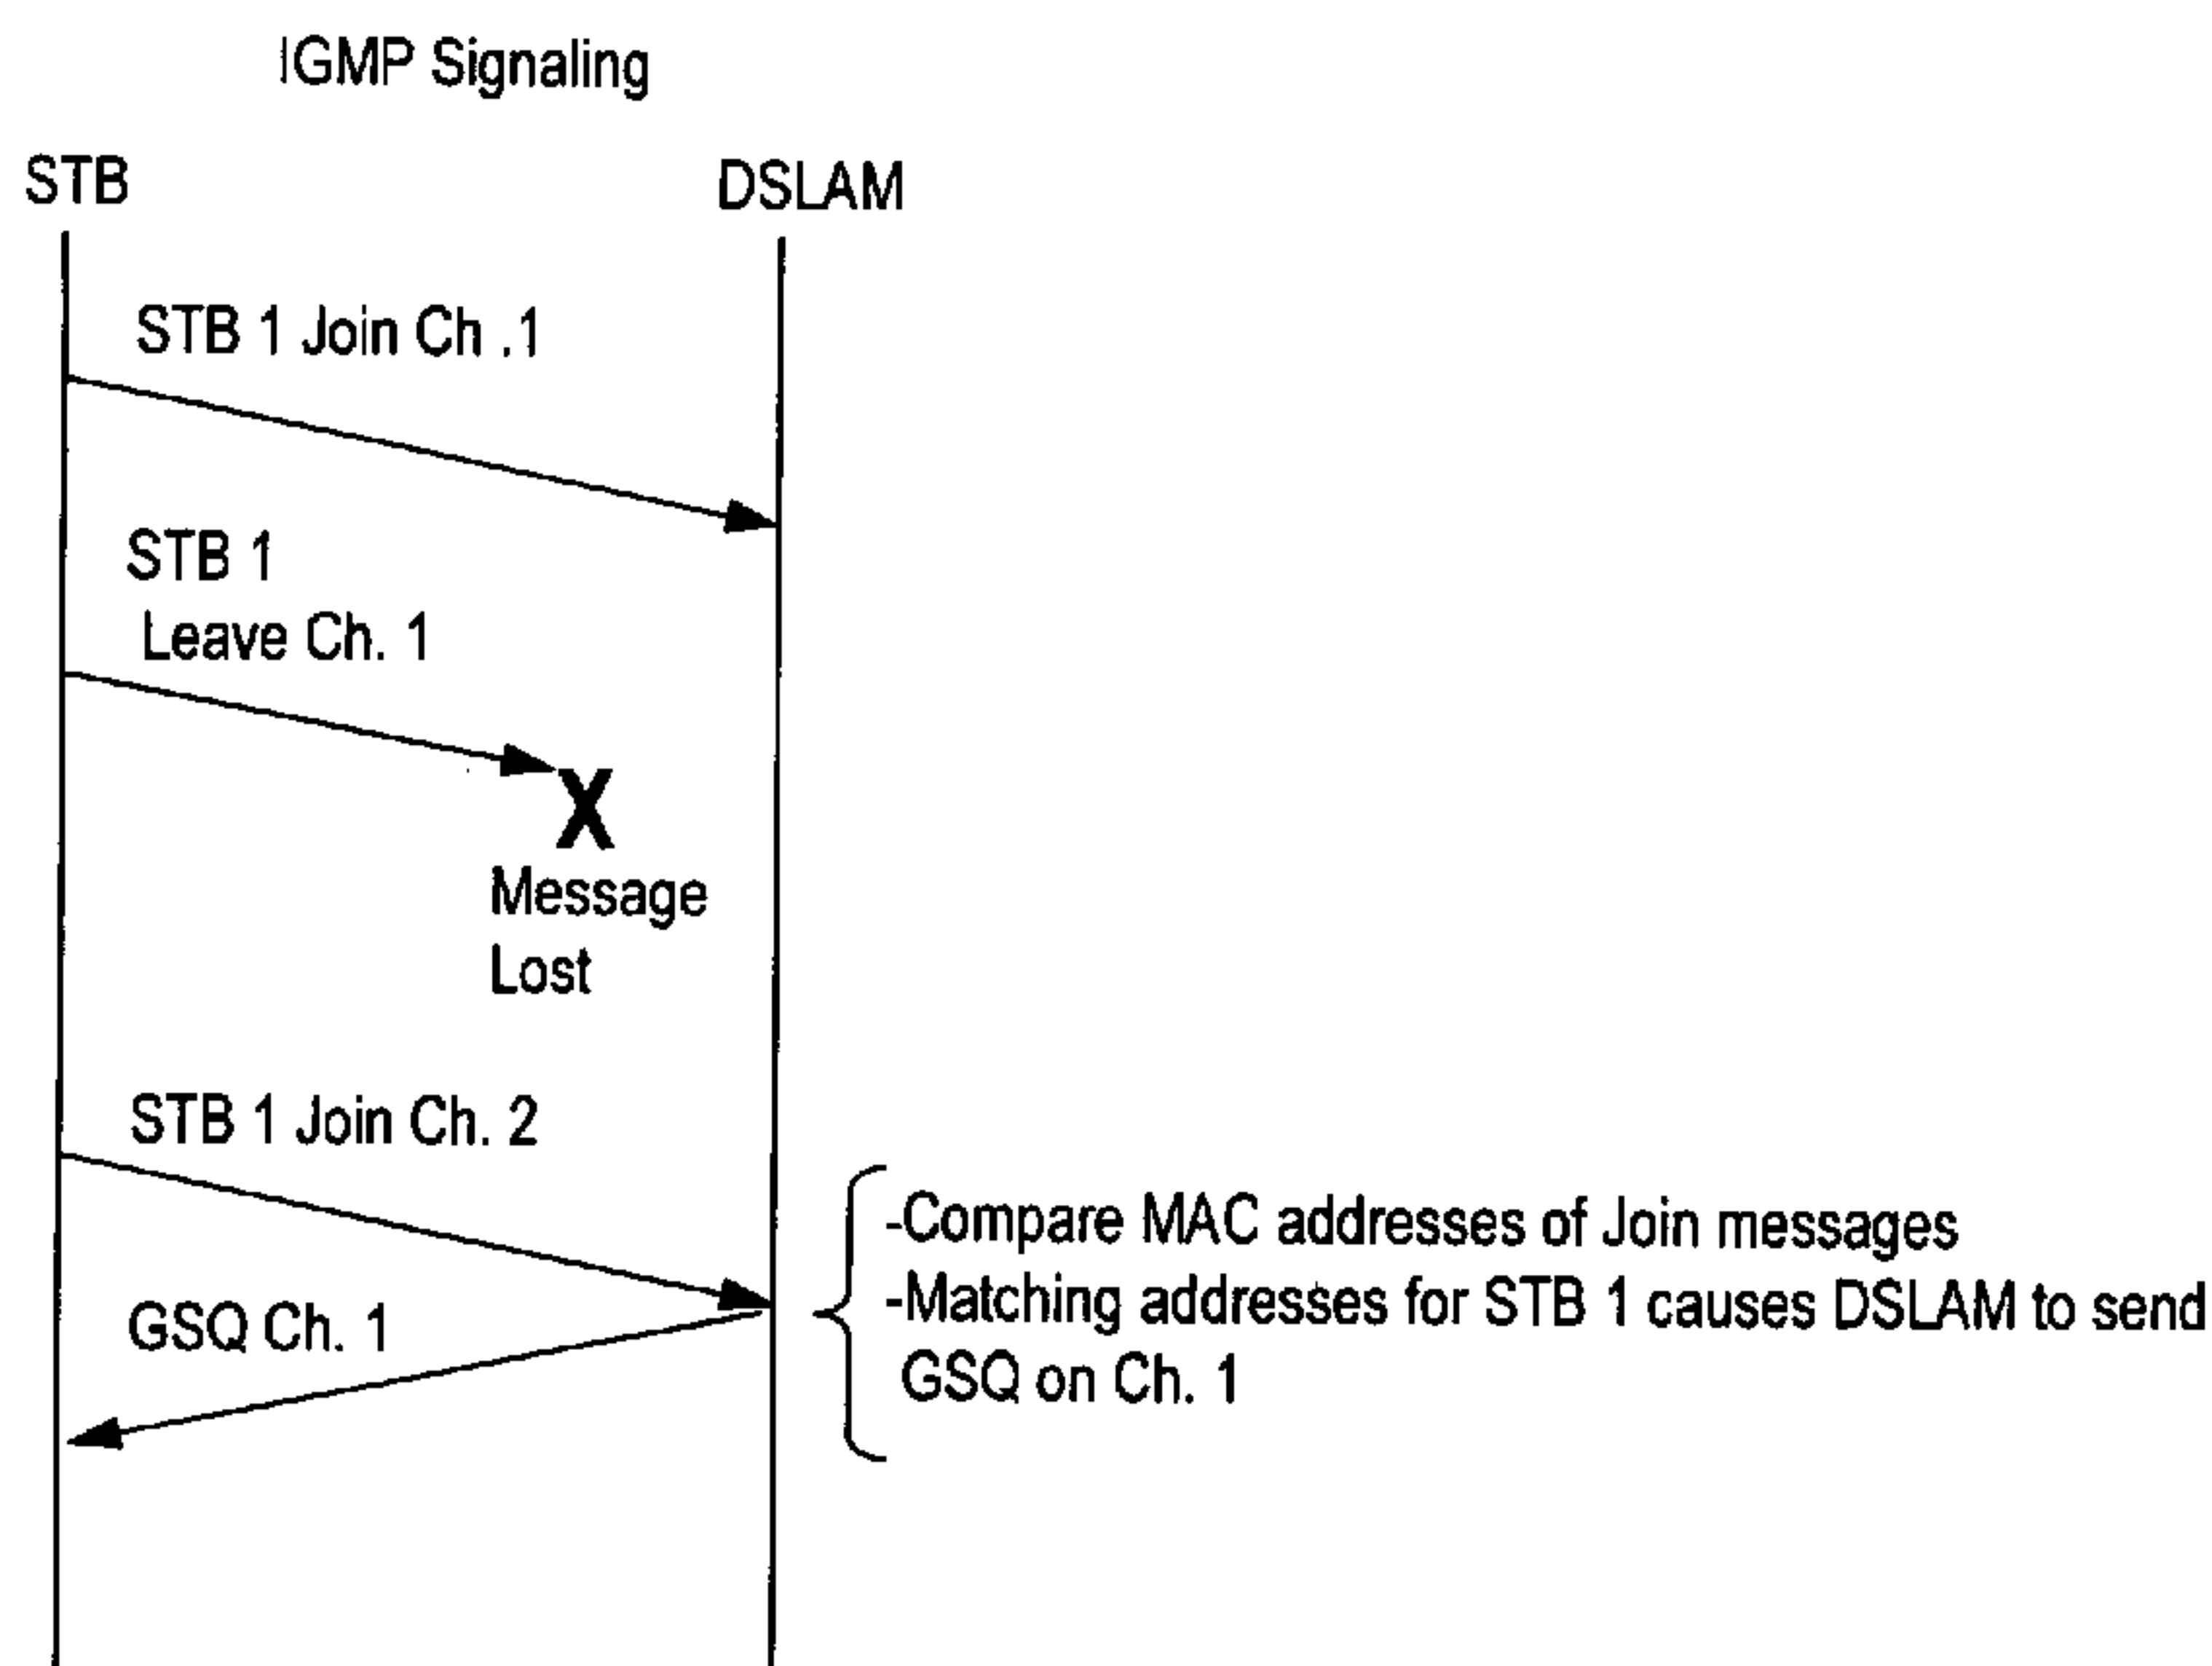 IGMP Signaling
STB
DSLAM
STB 1 Join Ch .1
STB 1
Leave Ch. 1
X
Message
Lost
STB 1 Join Ch. 2
GSQ Ch. 1
-Compare MAC addresses of Join messages
-Matching addresses for STB 1 causes DSLAM to send
GSQ on Ch. 1